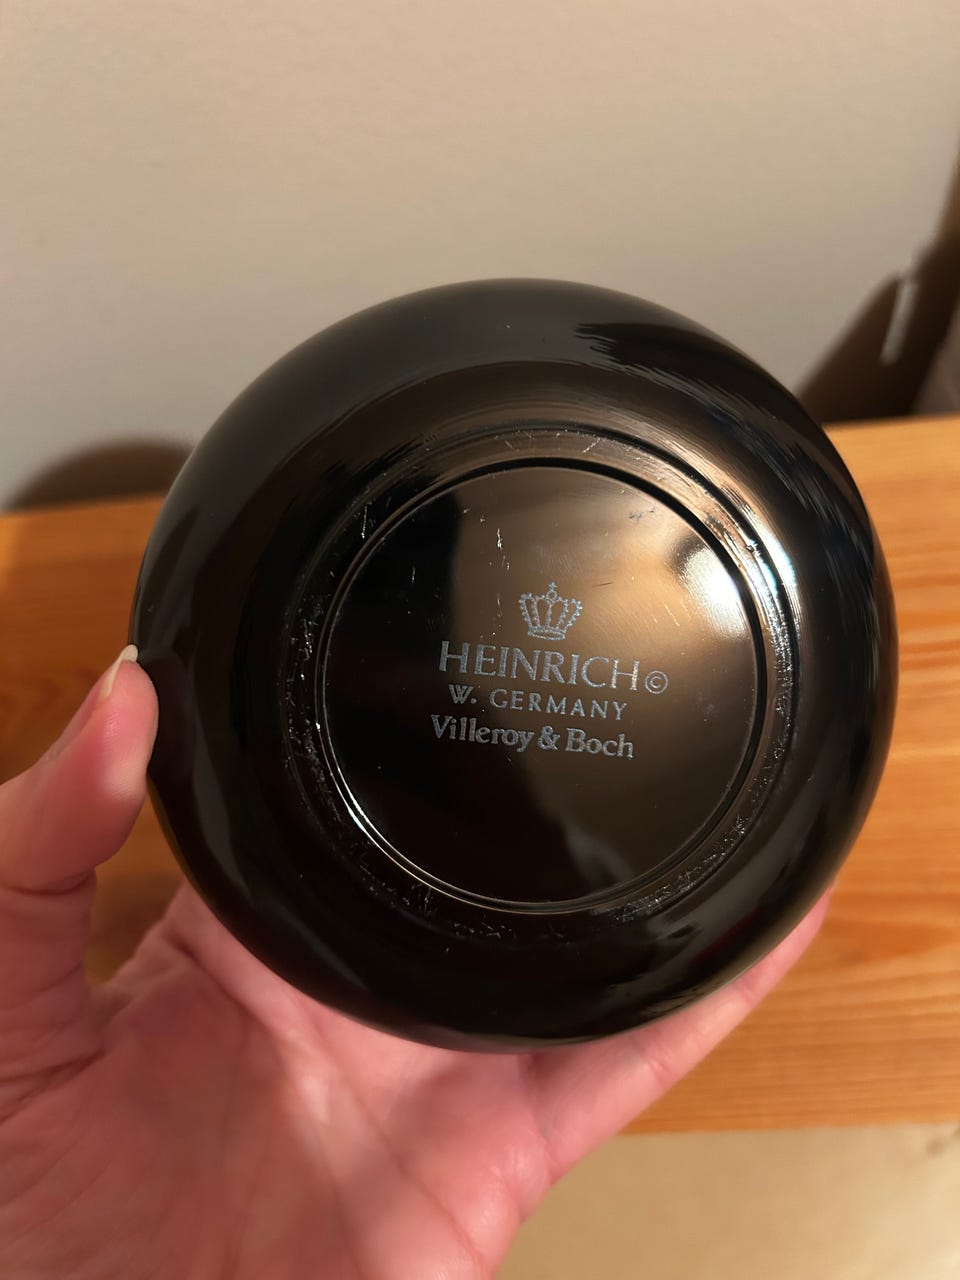 HEINRICH©
W. GERMANY
Villeroy & Boch